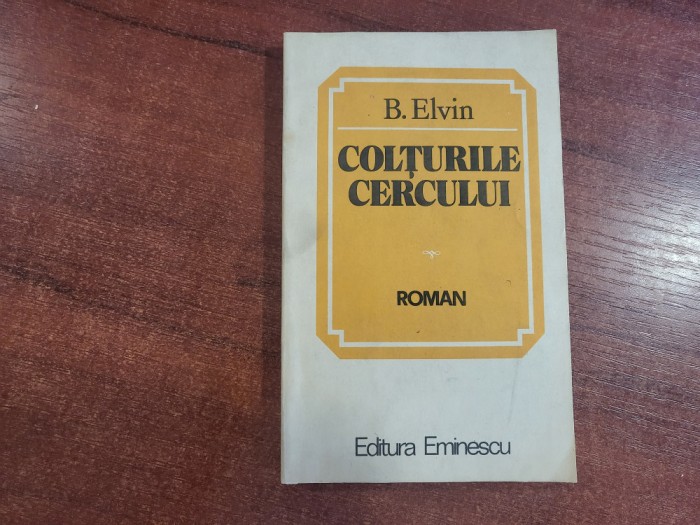 B. Elvin
COLȚURILE
CERCULUI
ROMAN
Editura Eminescu